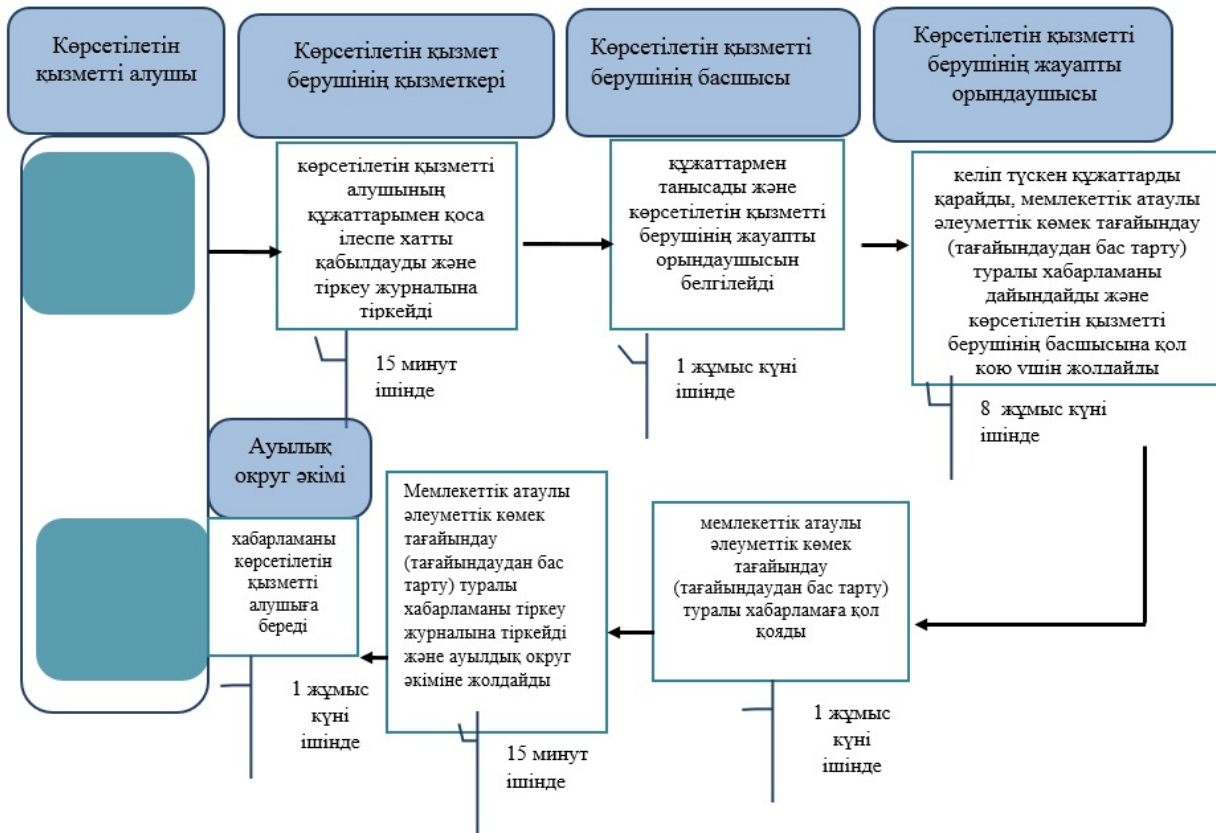 Көрсетілетін
қызметті алушы
Көрсетілетін қызмет
берушінің қызметкері
Көрсетілетін қызметті
берушінің басшысы
Көрсетілетін қызметті
берушінің жауапты
орындаушысы
көрсетілетін қызметті
алушының
құжаттарымен қоса
ілеспе хатты
қабылдауды және
тіркеу журналына
тіркейді
15 минут
ішінде
құжаттармен
танысады және
көрсетілетін қызметті
берушінің жауапты
орындаушысын
белгілейді
1 жұмыс күні
ішінде
келіп түскен құжаттарды
қарайды, мемлекеттік атаулы
әлеуметтік көмек тағайындау
(тағайындаудан бас тарту)
туралы хабарламаны
дайындайды және
көрсетілетін қызметті
берушінің басшысына қол
қою үшін жолдайды
8 жұмыс күні
ішінде
мемлекеттік атаулы
әлеуметтік көмек
тағайындау
(тағайындаудан бас тарту)
туралы хабарламаға қол
қояды
1 жұмыс
күні
ішінде
Мемлекеттік атаулы
әлеуметтік көмек
тағайындау
(тағайындаудан бас
тарту) туралы
хабарламаны тіркеу
журналына тіркейді
және ауылдық округ
әкіміне жолдайды
15 минут
ішінде
Ауылық
округ әкімі
хабарламаны
көрсетілетін
қызметті
алушыға
береді
1 жұмыс
күні
ішінде